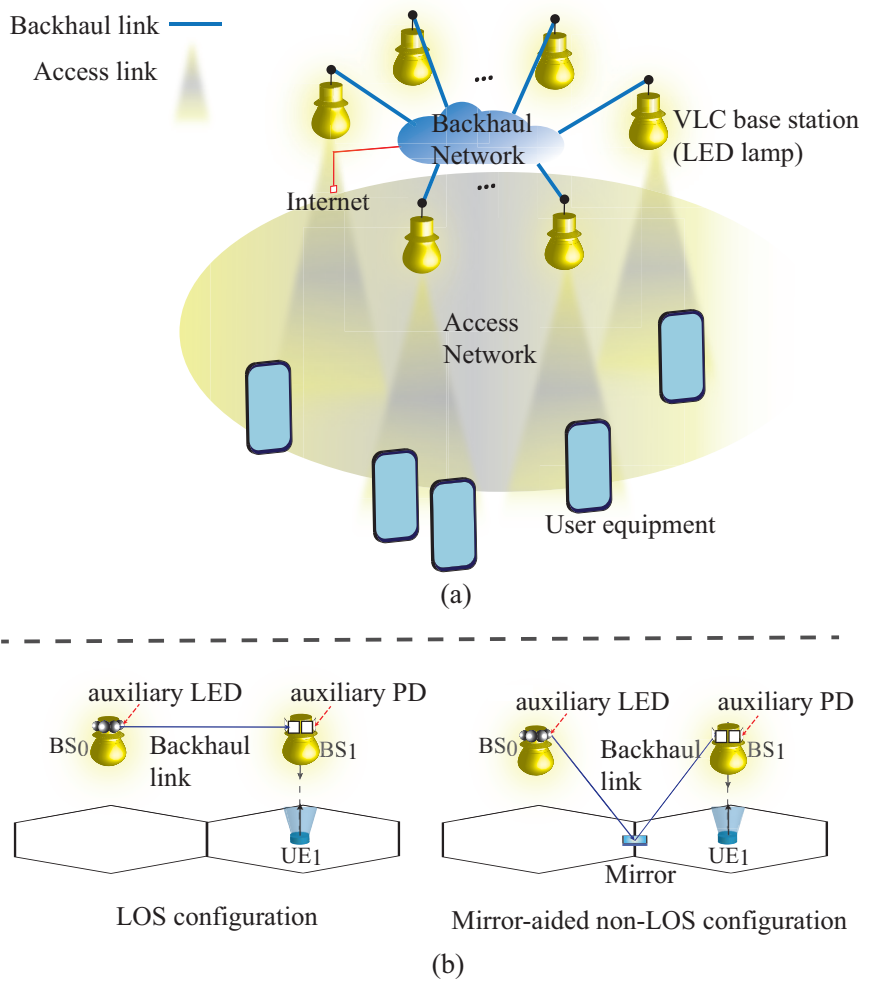 Backhaul link
Access link
...
Backhaul
Network
VLC base station
(LED lamp)
Internet
...
Access
Network
User equipment
(a)
auxiliary LED
auxiliary PD
BS0
Backhaul
link
BS1
UE1
LOS configuration
auxiliary LED
auxiliary PD
BS0
Backhaul
link
BS1
UE1
Mirror
Mirror-aided non-LOS configuration
(b)